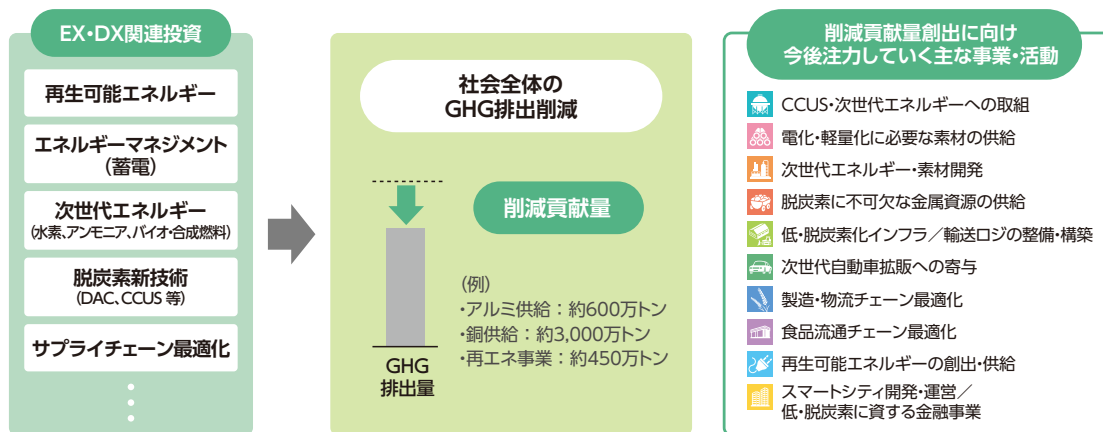 EX・DX関連投資
再生可能エネルギー
エネルギーマネジメント
(蓄電)
次世代エネルギー
(水素、アンモニア、バイオ・合成燃料)
脱炭素新技術
(DAC、CCUS 等)
サプライチェーン最適化
社会全体の
GHG排出削減
削減貢献量
(例)
・アルミ供給：約600万トン
・銅供給：約3,000万トン
・再エネ事業：約450万トン
GHG
排出量
削減貢献量創出に向け
今後注力していく主な事業・活動
CCUS・次世代エネルギーへの取組
電化・軽量化に必要な素材の供給
次世代エネルギー・素材開発
脱炭素に不可欠な金属資源の供給
低・脱炭素化インフラ／輸送ロジの整備・構築
次世代自動車拡販への寄与
製造・物流チェーン最適化
食品流通チェーン最適化
再生可能エネルギーの創出・供給
スマートシティ開発・運営／
低・脱炭素に資する金融事業